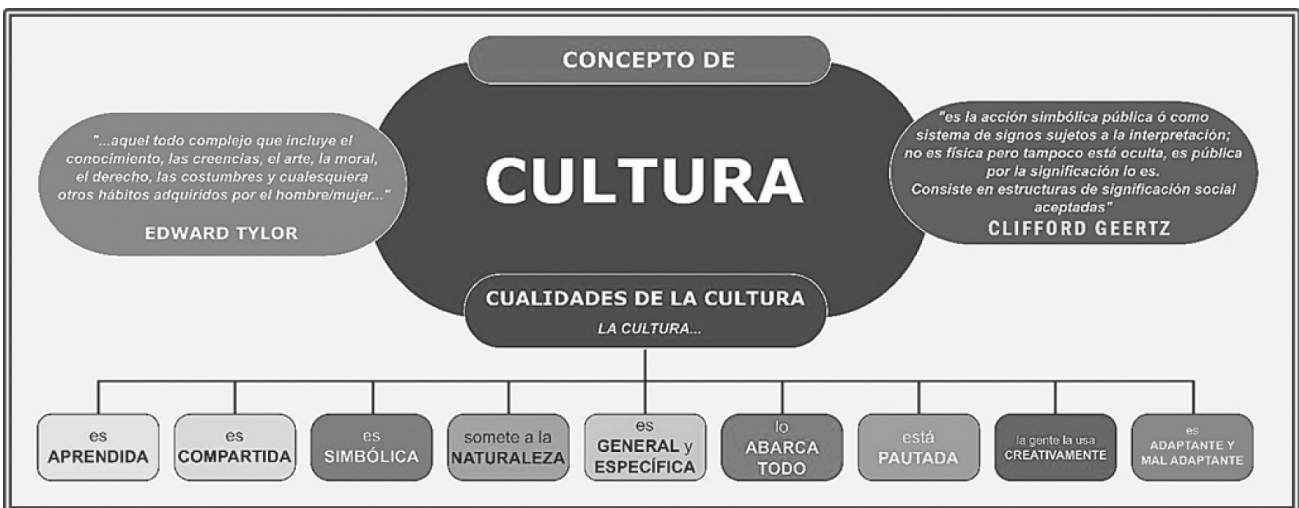 CONCEPTO DE
CULTURA
"...aquel todo complejo que incluye el
conocimiento, las creencias, el arte, la moral,
el derecho, las costumbres y cualesquiera
otros hábitos adquiridos por el hombre/mujer..."
EDWARD TYLOR
"es la acción simbólica pública ó como
sistema de signos sujetos a la interpretación;
no es física pero tampoco está oculta, es pública
por la significación lo es.
Consiste en estructuras de significación social
aceptadas"
CLIFFORD GEERTZ
CUALIDADES DE LA CULTURA
LA CULTURA...
es
APRENDIDA
es
COMPARTIDA
es
SIMBÓLICA
somete a la
NATURALEZA
es
GENERAL y
ESPECÍFICA
lo
ABARCA
TODO
está
PAUTADA
la gente la usa
CREATIVAMENTE
es
ADAPTANTE Y
MAL ADAPTANTE